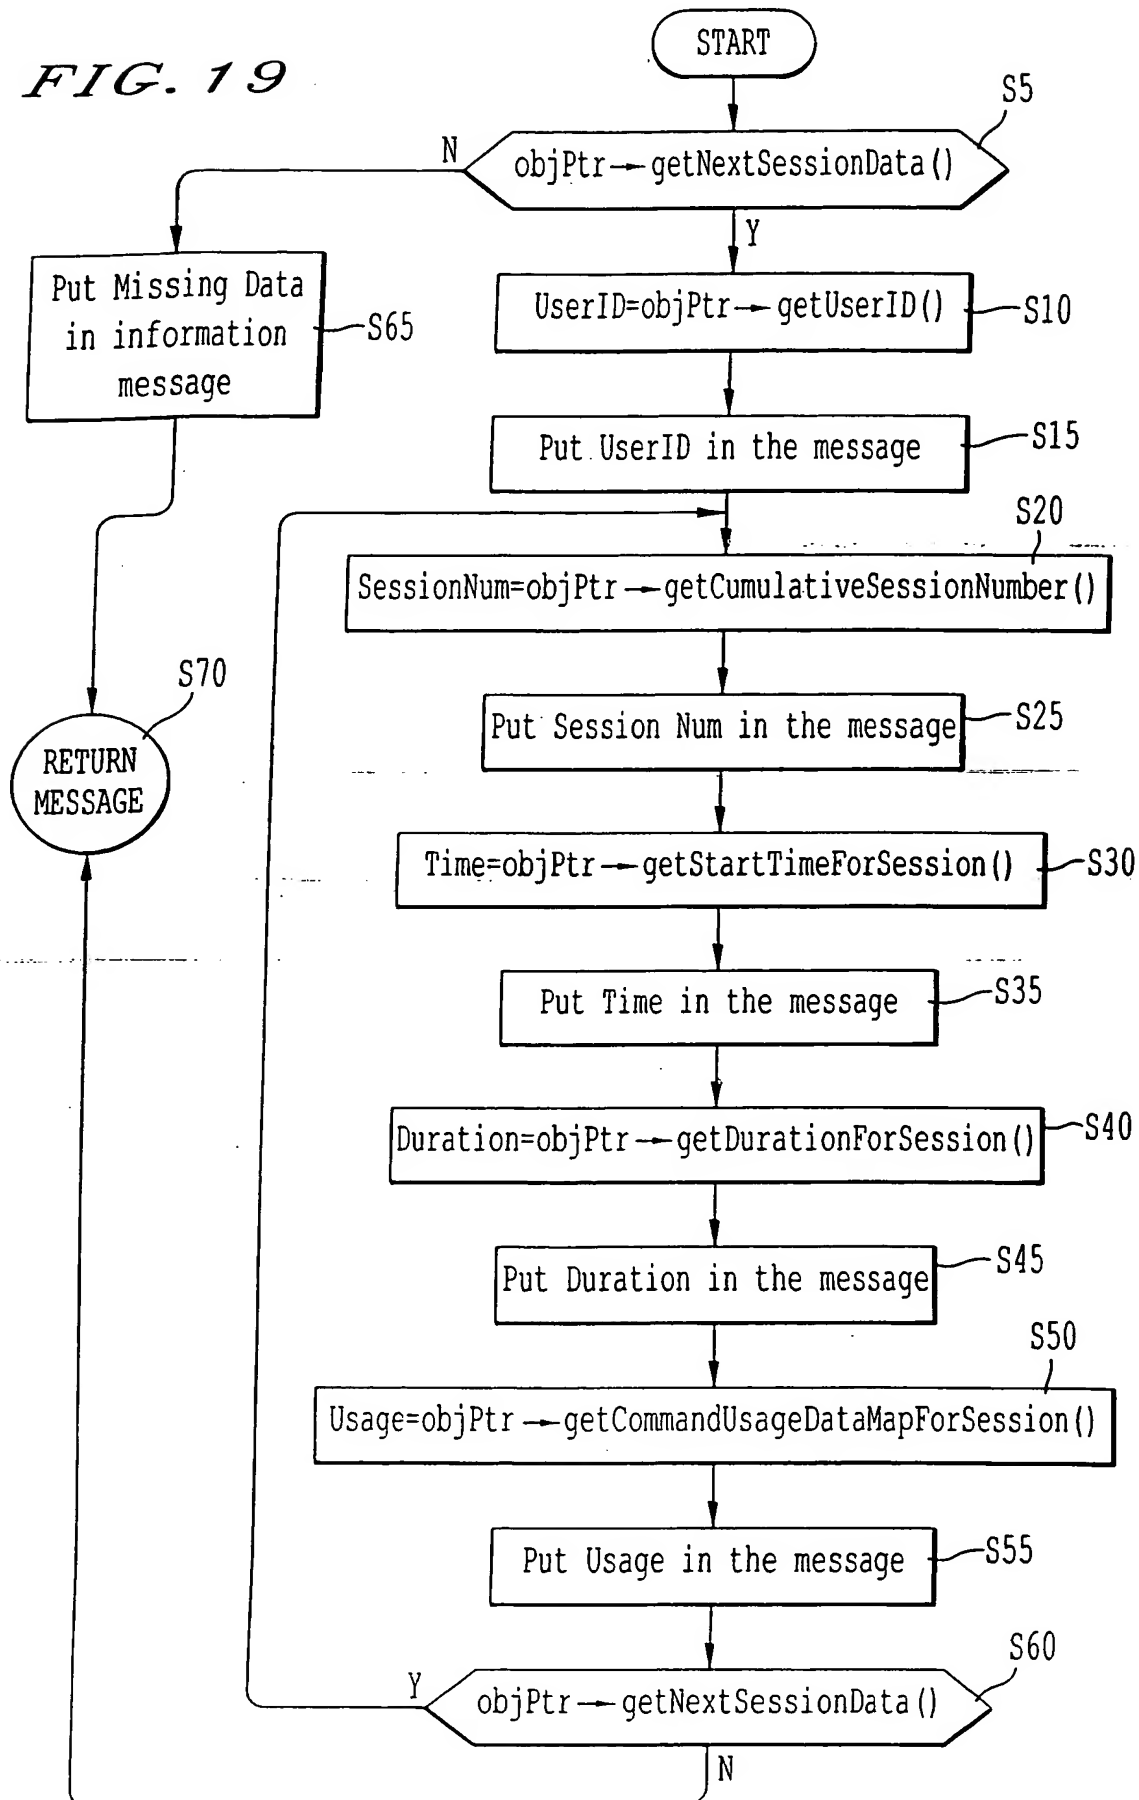 FIG. 19
START
S5
N
objPtr→getNextSessionData()
Y
Put Missing Data
in information
message
S65
UserID=objPtr→getUserID()
S10
Put UserID in the message
S15
S20
SessionNum=objPtr→getCumulativeSessionNumber()
S70
RETURN
MESSAGE
Put Session Num in the message
S25
Time=objPtr→getStartTimeForSession()
S30
Put Time in the message
S35
Duration=objPtr→getDurationForSession()
S40
Put Duration in the message
S45
S50
Usage=objPtr→getCommandUsageDataMapForSession()
Put Usage in the message
S55
S60
Y
objPtr→getNextSessionData()
N